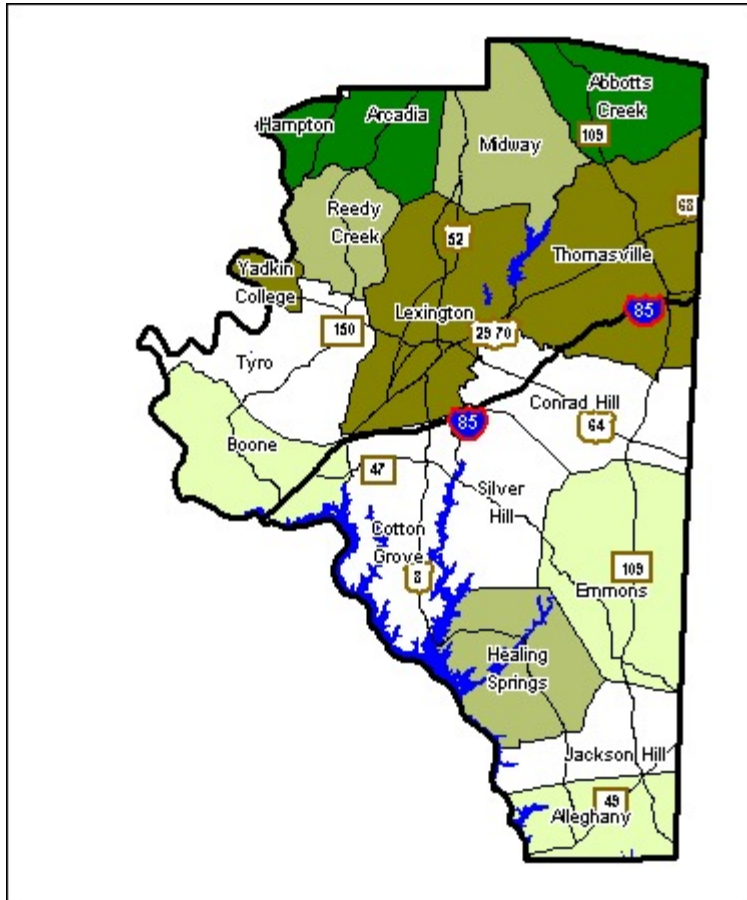 Abbotts
Creek
Arcadia
Hampton
109
Midway
Reedy
Creek
68
52
Thomasville
Yadkin
College
Lexington
85
150
29 70
Tyro
Conrad Hill
85
64
Boone
47
Silver
Hill
Cotton
Grove
8
109
Emmons
Healing
Springs
Jackson Hill
49
Alleghany